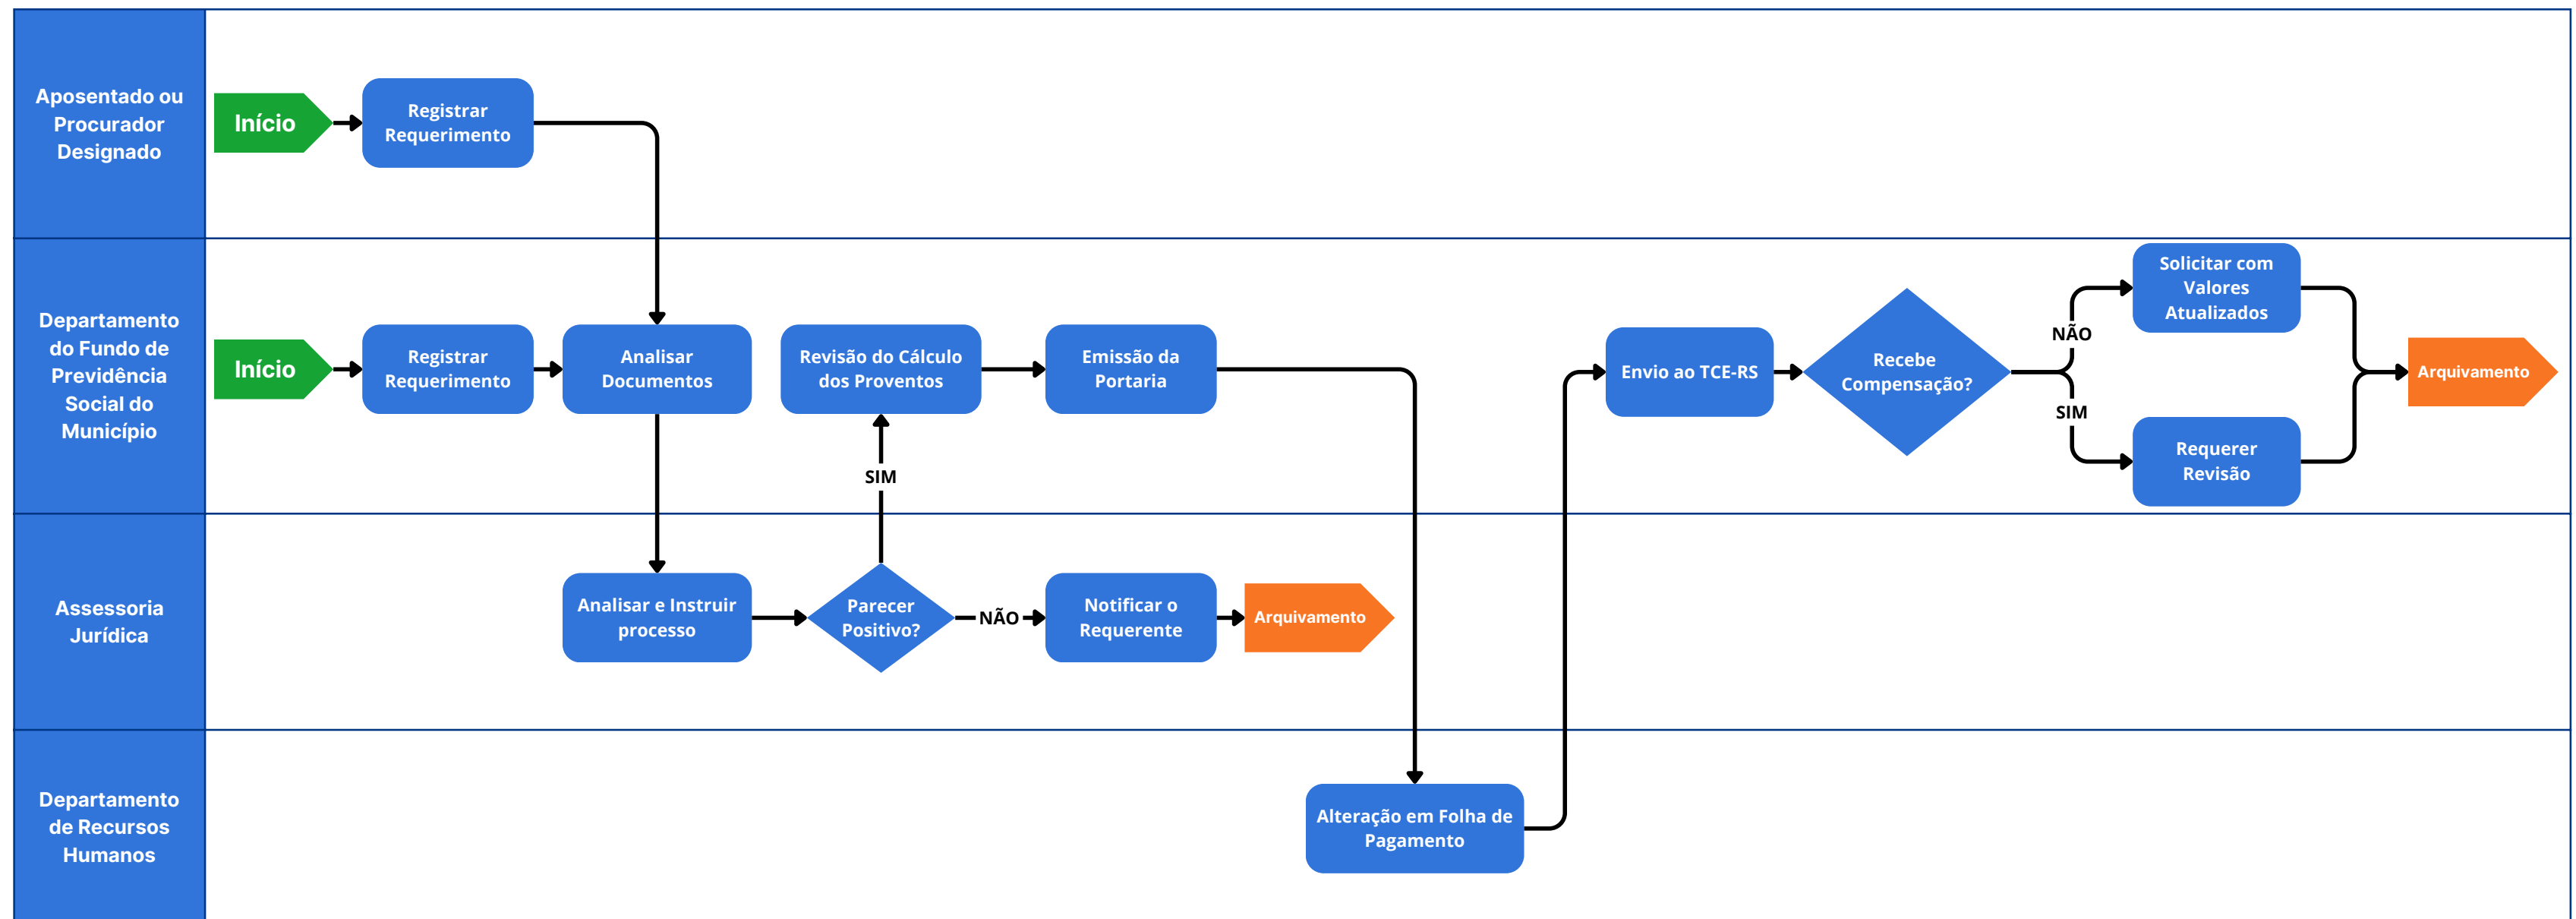 Aposentado ou
Procurador
Designado
Início
Registrar
Requerimento
Departamento
do Fundo de
Previdência
Social do
Município
Início
Registrar
Requerimento
Analisar
Documentos
Revisão do Cálculo
dos Proventos
Emissão da
Portaria
Envio ao TCE-RS
Recebe
Compensação?
NÃO
SIM
Solicitar com
Valores
Atualizados
Requerer
Revisão
Arquivamento
SIM
Assessoria
Jurídica
Analisar e Instruir
processo
Parecer
Positivo?
NÃO
Notificar o
Requerente
Arquivamento
Departamento
de Recursos
Humanos
Alteração em Folha de
Pagamento